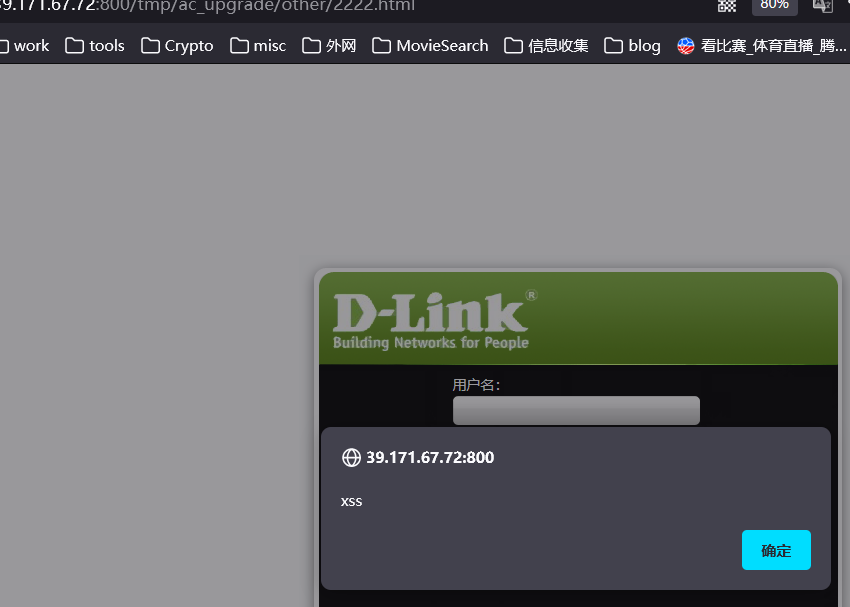 9.171.67.72:800/tmp/ac_upgrade/other/2222.html
80%
work tools Crypto misc 外网 MovieSearch 信息收集 blog 看比赛_体育直播_腾...
D-Link®
Building Networks for People
用户名：
39.171.67.72:800
xss
确定